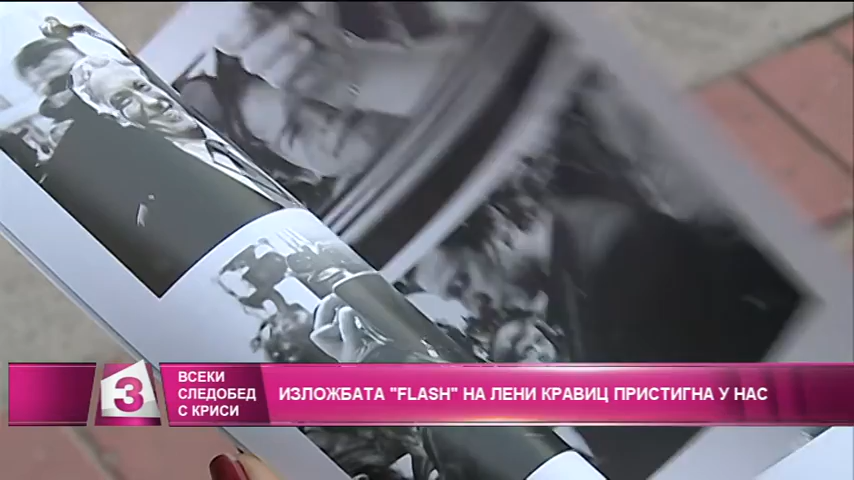 3
ВСЕКИ
СЛЕДОБЕД
С КРИСИ
ИЗЛОЖБАТА "FLASH" НА ЛЕНИ КРАВИЦ ПРИСТИГНА У НАС